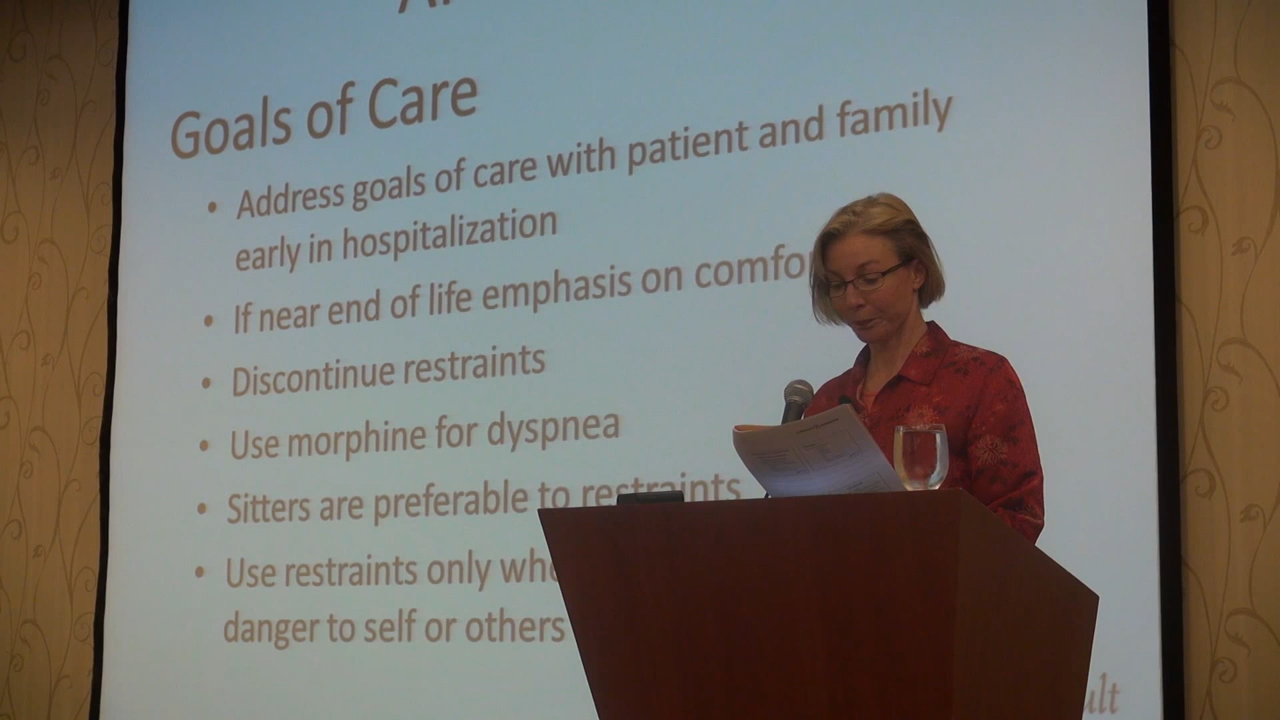 Goals of Care
• Address goals of care with patient and family
early in hospitalization
• If near end of life emphasis on
• Discontinue restraints
• Use morphine for dyspnea
• Sitters are preferable to restraints
• Use restraints only
danger to self or others